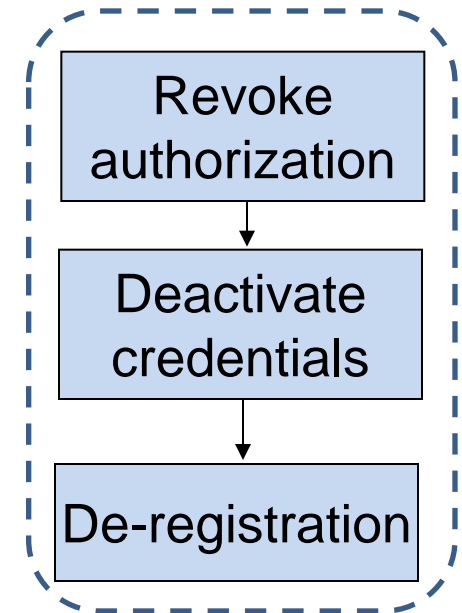 Revoke
authorization
Deactivate
credentials
De-registration